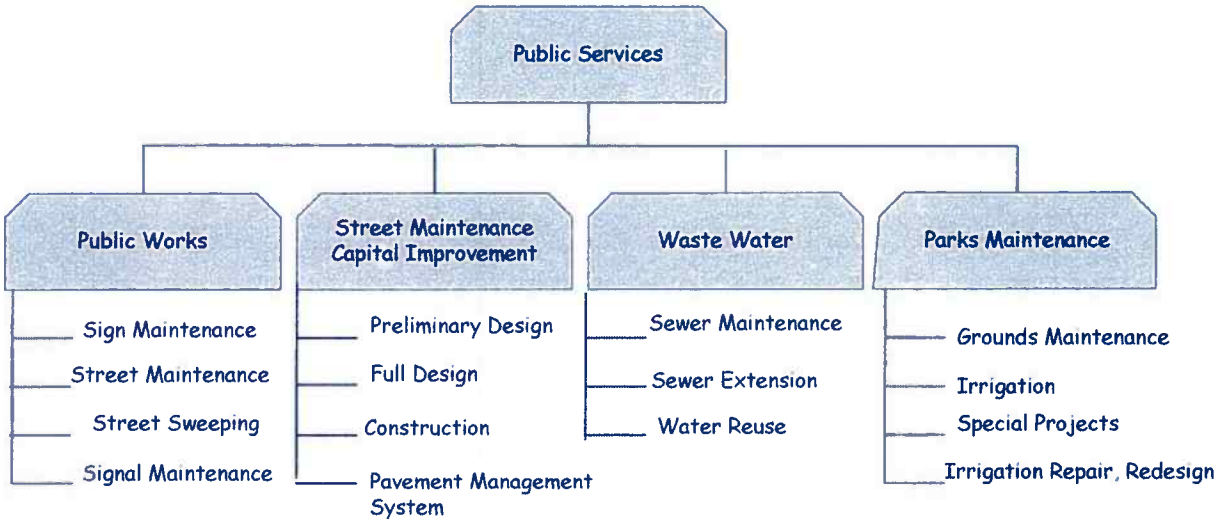 Public Services
Public Works
Sign Maintenance
Street Maintenance
Street Sweeping
Signal Maintenance
Street Maintenance
Capital Improvement
Preliminary Design
Full Design
Construction
Pavement Management
System
Waste Water
Sewer Maintenance
Sewer Extension
Water Reuse
Parks Maintenance
Grounds Maintenance
Irrigation
Special Projects
Irrigation Repair, Redesign